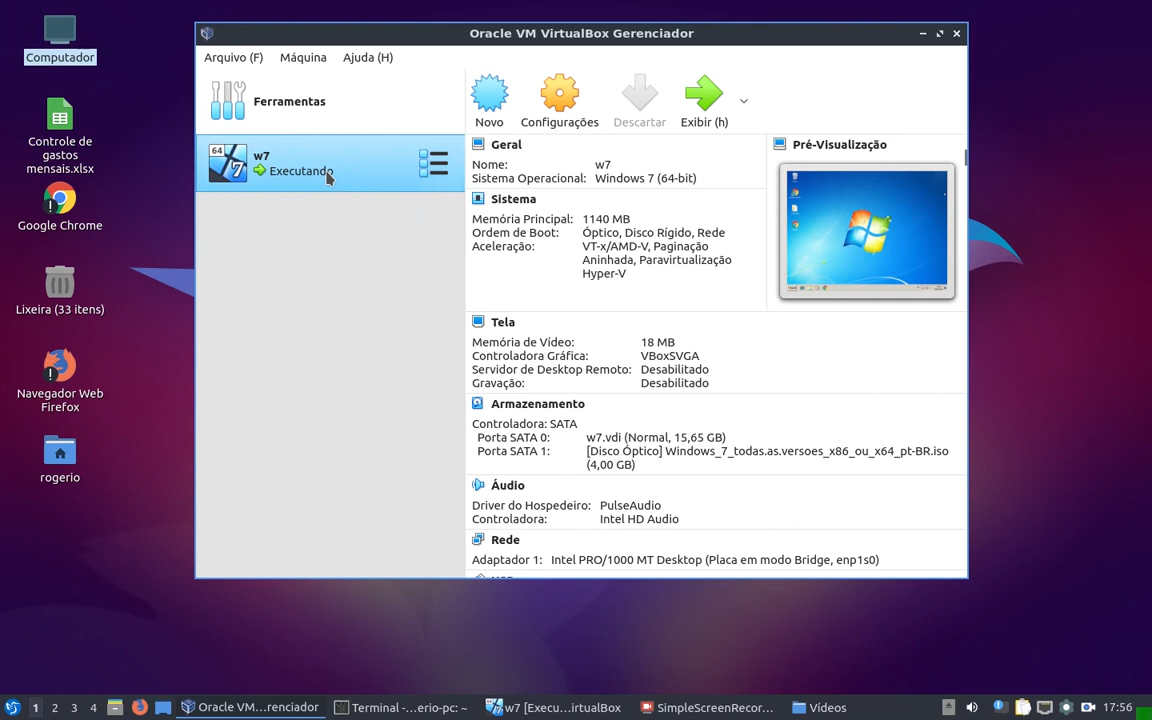 Computador
Controle de
gastos
mensais.xlsx
Google Chrome
Lixeira (33 itens)
Navegador Web
Firefox
rogerio
Oracle VM VirtualBox Gerenciador
Arquivo (F) Máquina Ajuda (H)
Ferramentas
64
7
w7
Executando
Novo Configurações Descartar Exibir (h)
Geral
Nome: w7
Sistema Operacional: Windows 7 (64-bit)
Sistema
Memória Principal: 1140 MB
Ordem de Boot: Óptico, Disco Rígido, Rede
Aceleração: VT-x/AMD-V, Paginação
Aninhada, Paravirtualização
Hyper-V
Pré-Visualização
Tela
Memória de Vídeo: 18 MB
Controladora Gráfica: VBoxSVGA
Servidor de Desktop Remoto: Desabilitado
Gravação: Desabilitado
Armazenamento
Controladora: SATA
Porta SATA 0: w7.vdi (Normal, 15,65 GB)
Porta SATA 1: [Disco Óptico] Windows_7_todas.as.versoes_x86_ou_x64_pt-BR.iso
(4,00 GB)
Áudio
Driver do Hospedeiro: PulseAudio
Controladora: Intel HD Audio
Rede
Adaptador 1: Intel PRO/1000 MT Desktop (Placa em modo Bridge, enp1s0)
1 2 3 4 Oracle VM...renciador Terminal -...erio-pc: ~ w7 [Execu...irtualBox SimpleScreenRecor... Vídeos 17:56